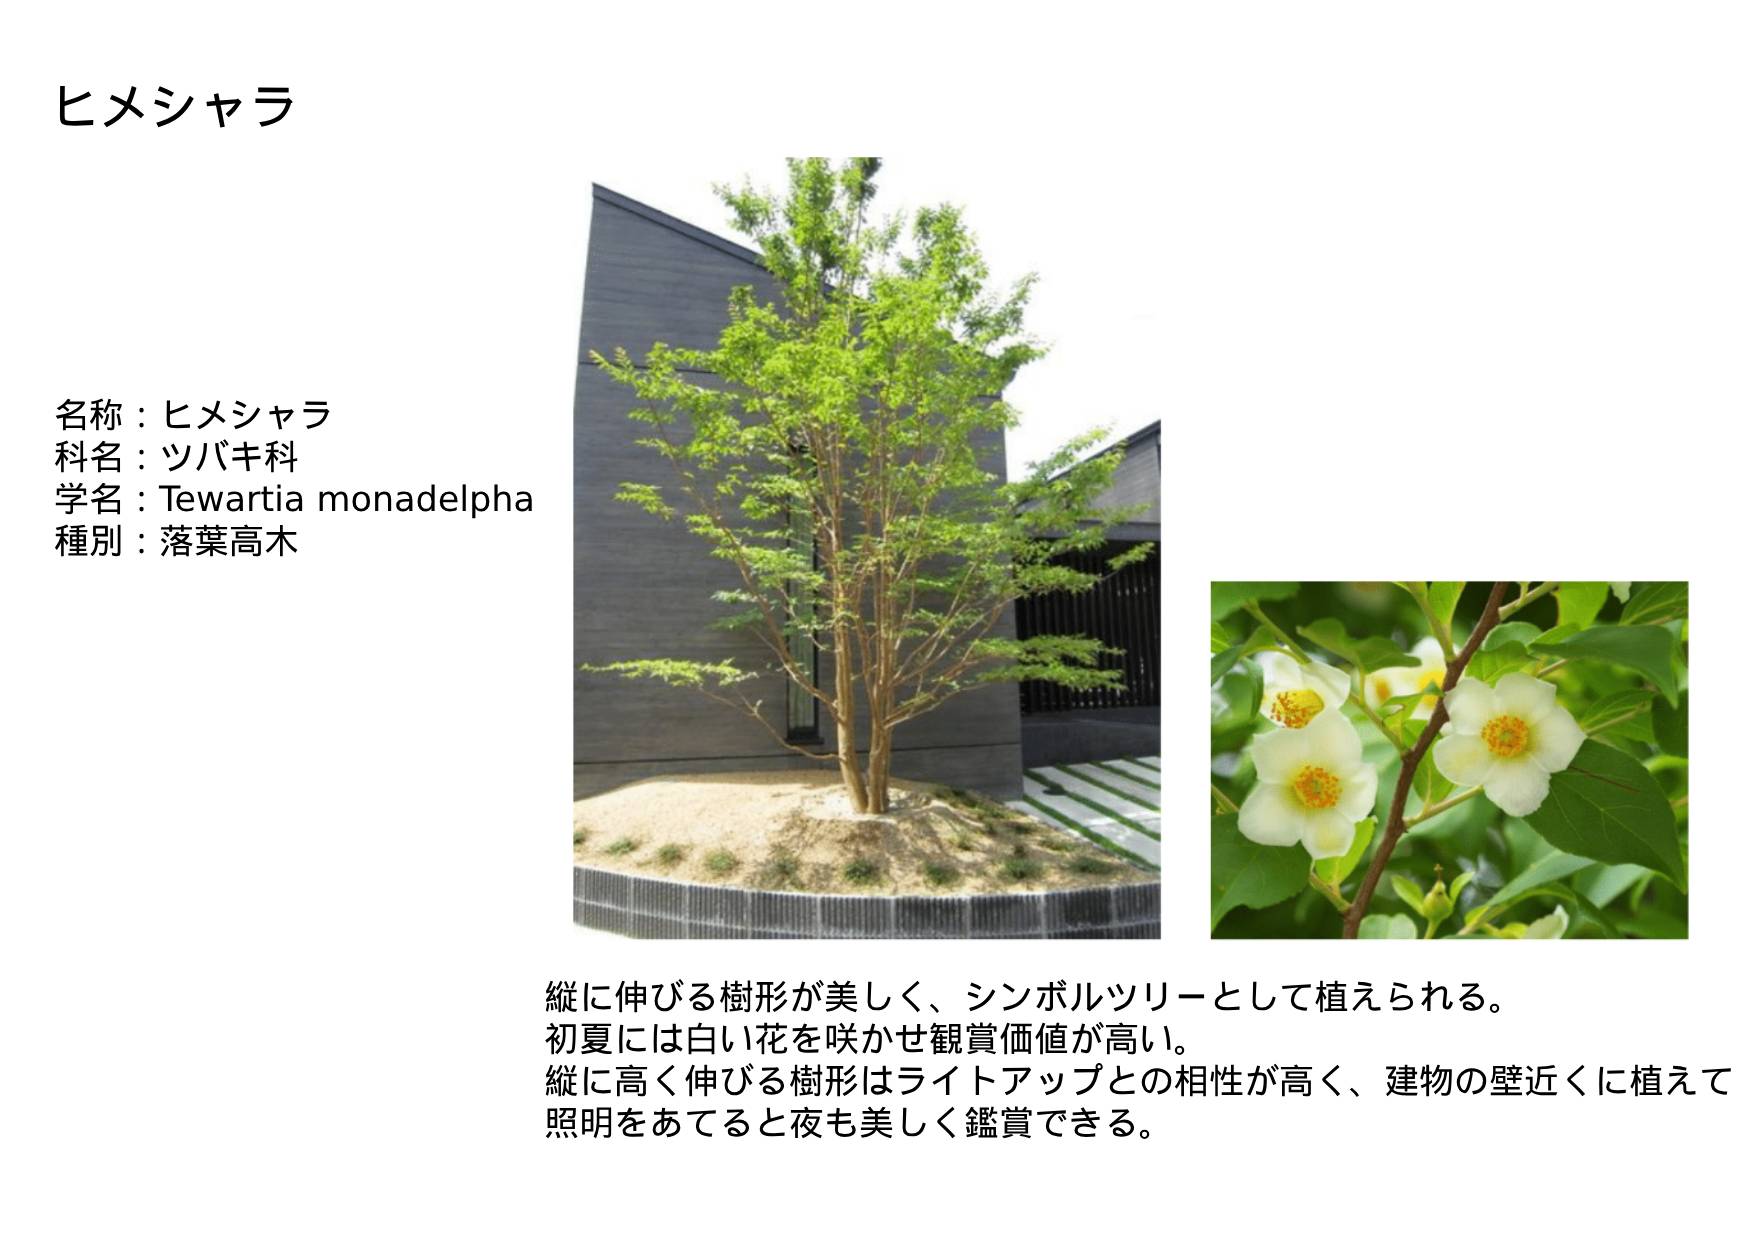 ヒメシャラ
名称：ヒメシャラ
科名：ツバキ科
学名：Tewartia monadelpha
種別：落葉高木
縦に伸びる樹形が美しく、シンボルツリーとして植えられる。
初夏には白い花を咲かせ観賞価値が高い。
縦に高く伸びる樹形はライトアップとの相性が高く、建物の壁近くに植えて
照明をあてると夜も美しく鑑賞できる。